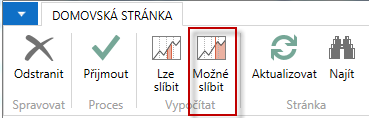 DOMOVSKÁ STRÁNKA
Odstranit
Přijmout
Lze slíbit
Možné slíbit
Aktualizovat
Najít
Spravovat
Proces
Vypočítat
Stránka